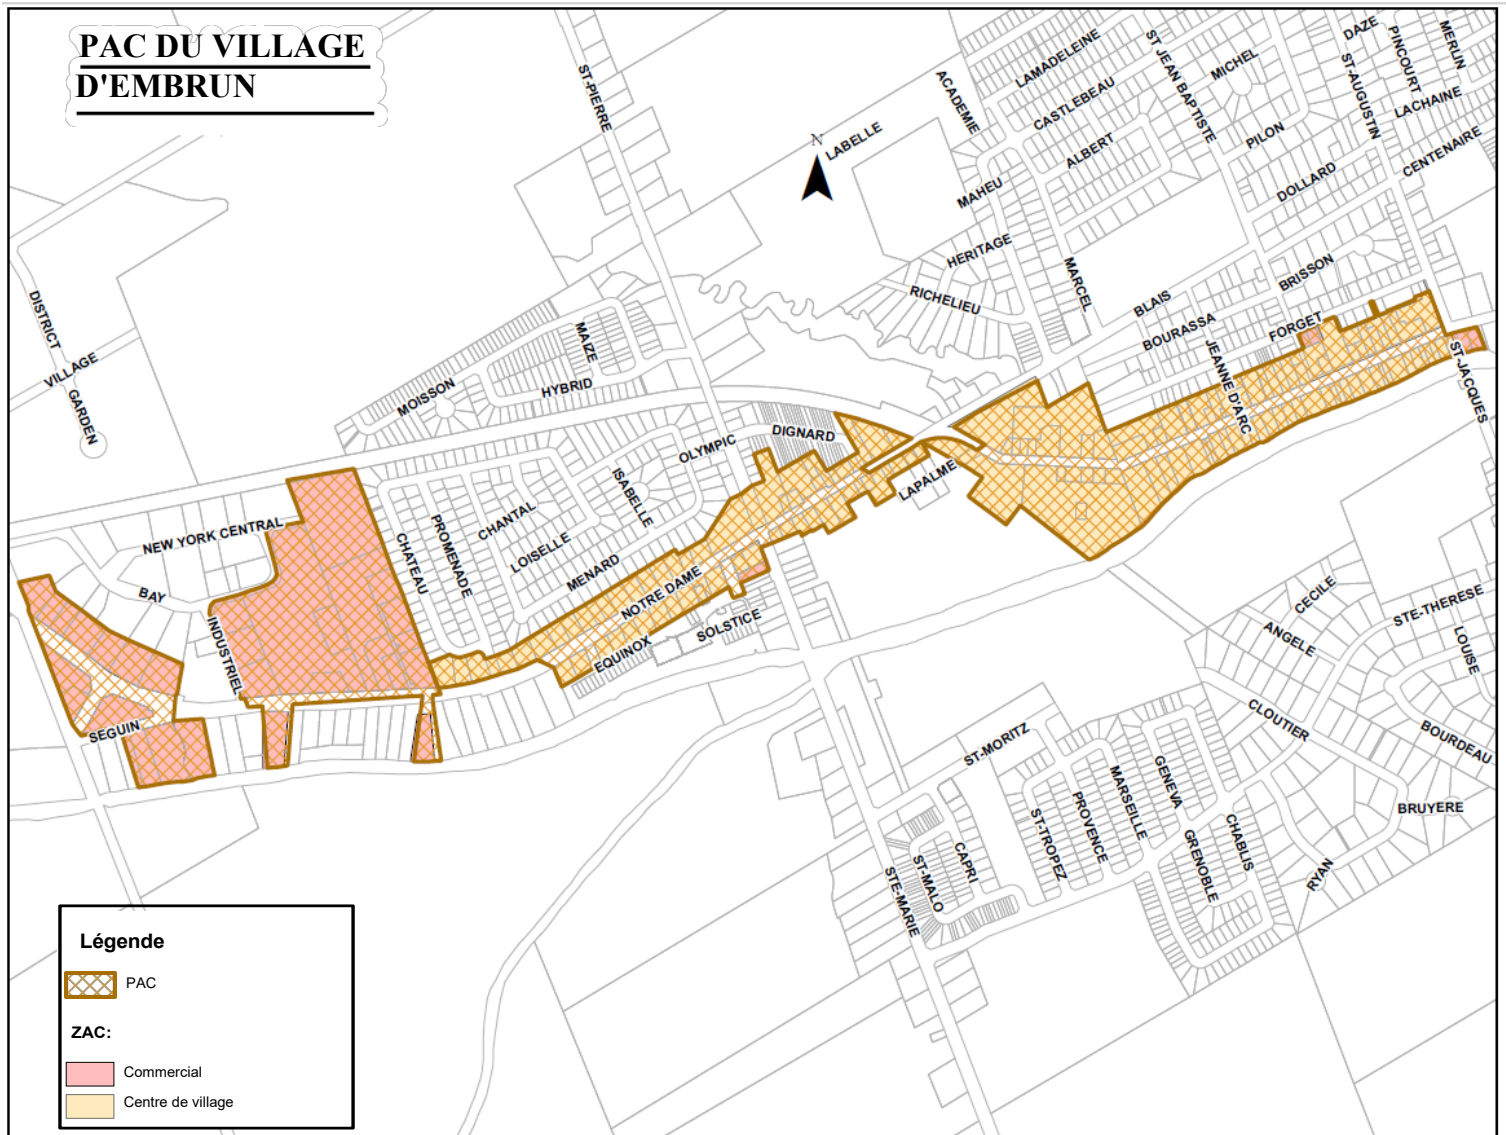 PAC DU VILLAGE
D'EMBRUN
ST-PIERRE
N
LABELLE
ACADEMIE
LAMADELEINE
CASTLEBEAU
ALBERT
MAHEU
HERITAGE
RICHELIEU
MARCEL
ST JEAN BAPTISTE
MICHEL
PILON
DOLLARD
DAZE
PINCOURT
MERLIN
ST-AUGUSTIN
LACHAINE
CENTENAIRE
BLAIS
BRISSON
BOURASSA
FORGET
JEANNE D'ARC
ST-JACQUES
DISTRICT
VILLAGE
GARDEN
MOISSON
MAIZE
HYBRID
OLYMPIC
DIGNARD
LAPALME
ISABELLE
CHANTAL
LOISELLE
PROMENADE
CHATEAU
MENARD
NOTRE DAME
EQUINOX
SOLSTICE
NEW YORK CENTRAL
BAY
INDUSTRIEL
SEGUIN
CECILE
ANGELE
STE-THERESE
LOUISE
CLOUTIER
BOURDEAU
BRUYERE
RYAN
ST-MORITZ
GENEVA
MARSEILLE
PROVENCE
ST-TROPEZ
GRENOBLE
CHABLIS
CAPRI
ST-MALO
STE-MARIE
Légende
PAC
ZAC:
Commercial
Centre de village